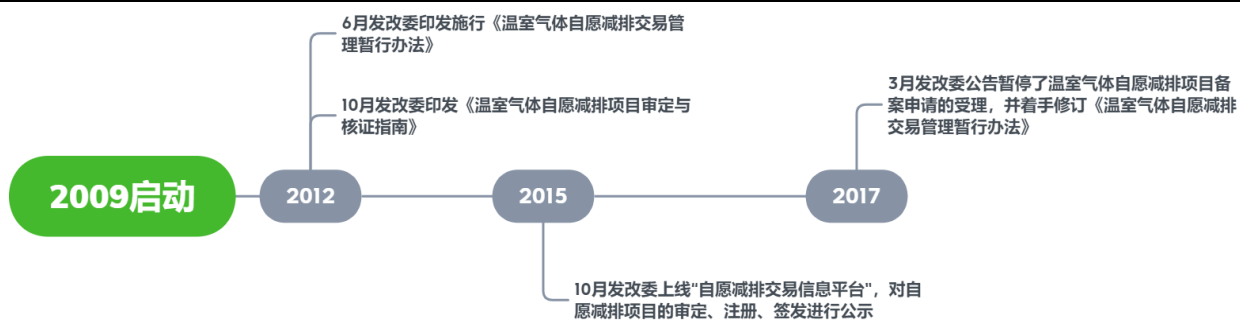 6月发改委印发施行《温室气体自愿减排交易管
理暂行办法》
10月发改委印发《温室气体自愿减排项目审定与
核证指南》
3月发改委公告暂停了温室气体自愿减排项目备
案申请的受理，并着手修订《温室气体自愿减排
交易管理暂行办法》
2009启动
2012
2015
2017
10月发改委上线"自愿减排交易信息平台"，对自
愿减排项目的审定、注册、签发进行公示